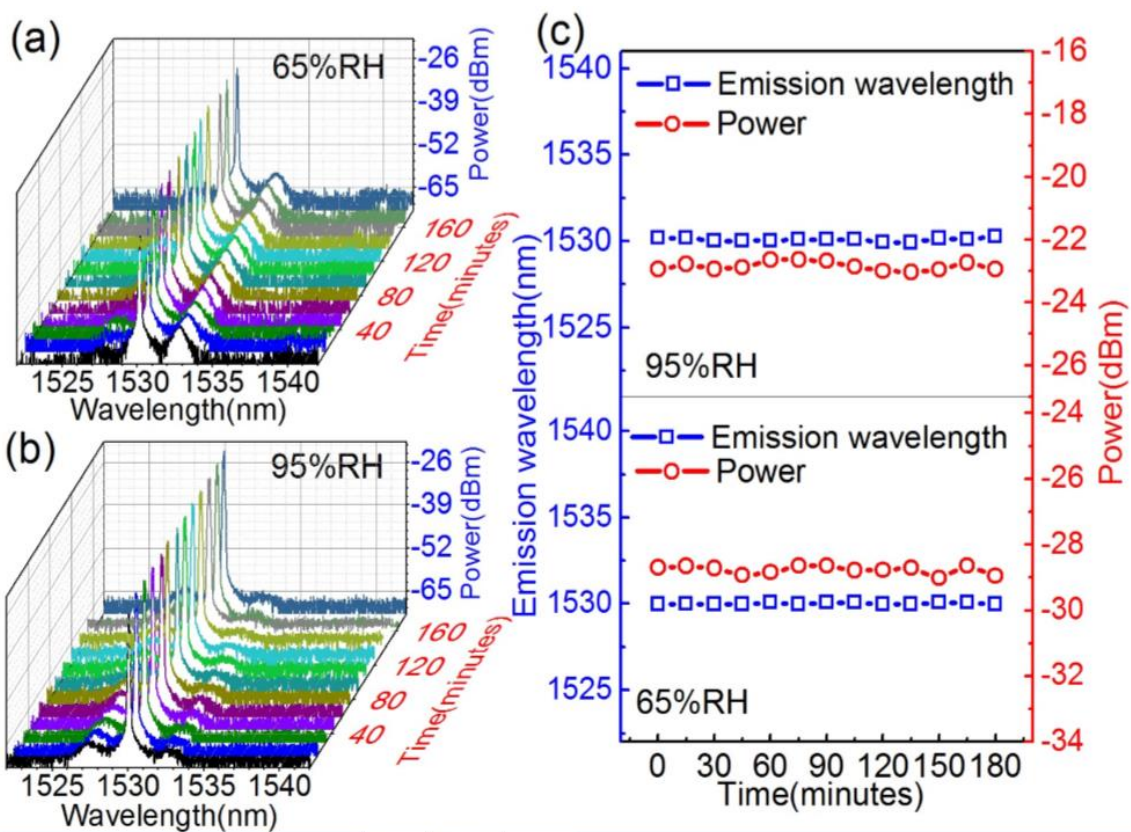 (a)
65%RH
-26
-39
-52
-65
Power(dBm)
160
120
80
40
Time(minutes)
1525 1530 1535 1540
Wavelength(nm)
(b)
95%RH
-26
-39
-52
-65
Power(dBm)
160
120
80
40
Time(minutes)
1525 1530 1535 1540
Wavelength(nm)
(c)
Emission wavelength(nm)
1540
1535
1530
1525
1540
1535
1530
1525
Emission wavelength
Power
95%RH
Emission wavelength
Power
65%RH
-16
-18
-20
-22
-24
-26
-24
-26
-28
-30
-32
-34
Power(dBm)
0 30 60 90 120 150 180
Time(minutes)